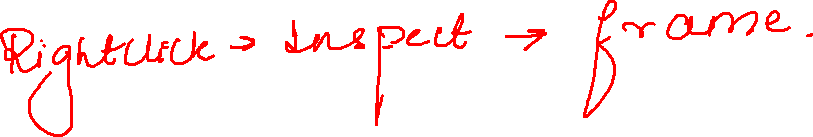 Rightclick → Inspect → frame.